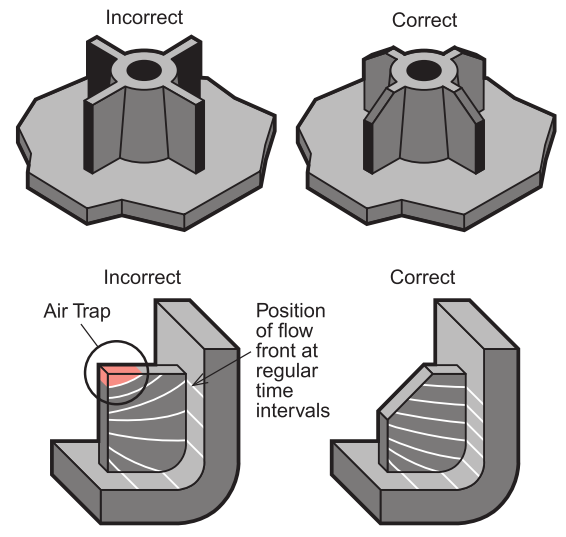 Incorrect
Correct
Incorrect
Correct
Air Trap
Position
of flow
front at
regular
time
intervals